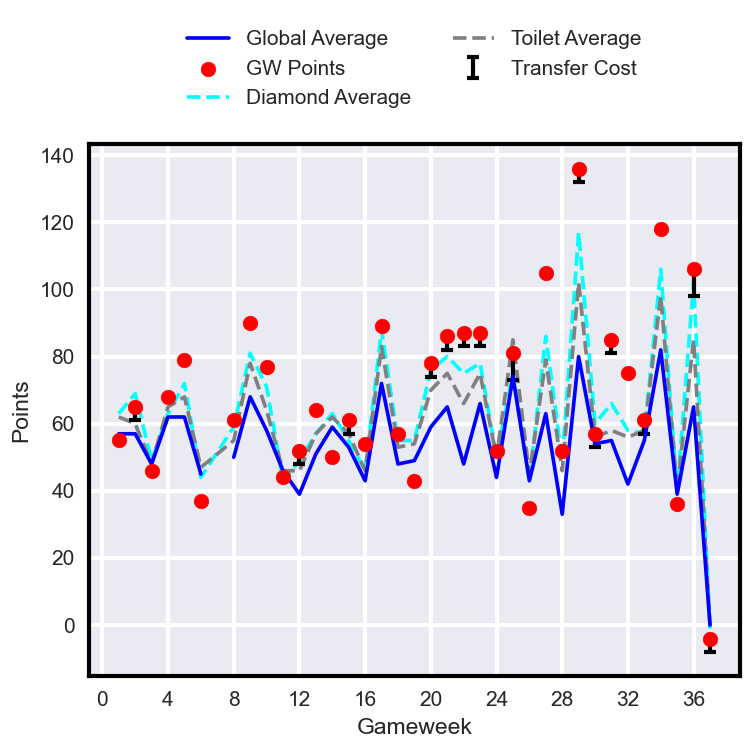 Global Average
GW Points
Diamond Average
Toilet Average
Transfer Cost
Points
140
120
100
80
60
40
20
0
0 4 8 12 16 20 24 28 32 36
Gameweek